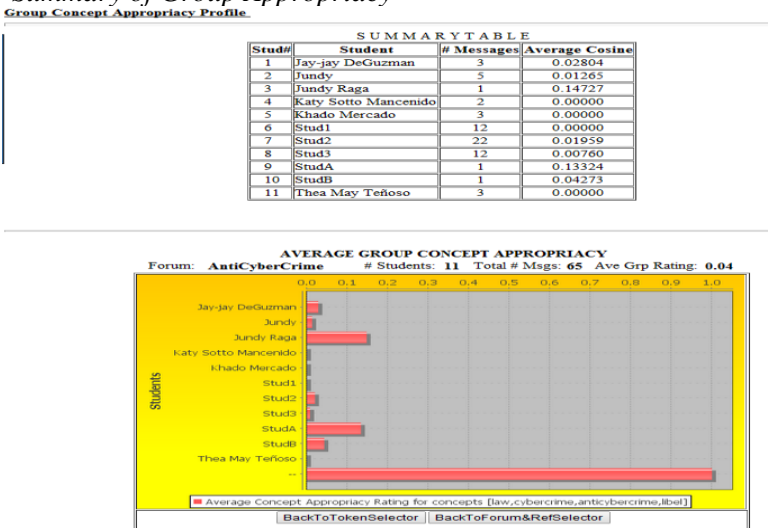 Summary of Group Appropriacy
Group Concept Appropriacy Profile
S U M M A R Y T A B L E
Stud# Student # Messages Average Cosine
1 Jay-jay DeGuzman 3 0.02804
2 Jundy 5 0.01265
3 Jundy Raga 1 0.14727
4 Katy Sotto Mancenido 2 0.00000
5 Khado Mercado 3 0.00000
6 Stud1 12 0.00000
7 Stud2 22 0.01959
8 Stud3 12 0.00760
9 StudA 1 0.13324
10 StudB 1 0.04273
11 Thea May Teñoso 3 0.00000
AVERAGE GROUP CONCEPT APPROPRIACY
Forum: AntiCyberCrime # Students: 11 Total # Msgs: 65 Ave Grp Rating: 0.04
0.0 0.1 0.2 0.3 0.4 0.5 0.6 0.7 0.8 0.9 1.0
Students
Jay-jay DeGuzman
Jundy
Jundy Raga
Katy Sotto Mancenido
Khado Mercado
Stud1
Stud2
Stud3
StudA
StudB
Thea May Teñoso
--
Average Concept Appropriacy Rating for concepts [law,cybercrime,anticybercrime,libel]
BackToTokenSelector BackToForum&RefSelector